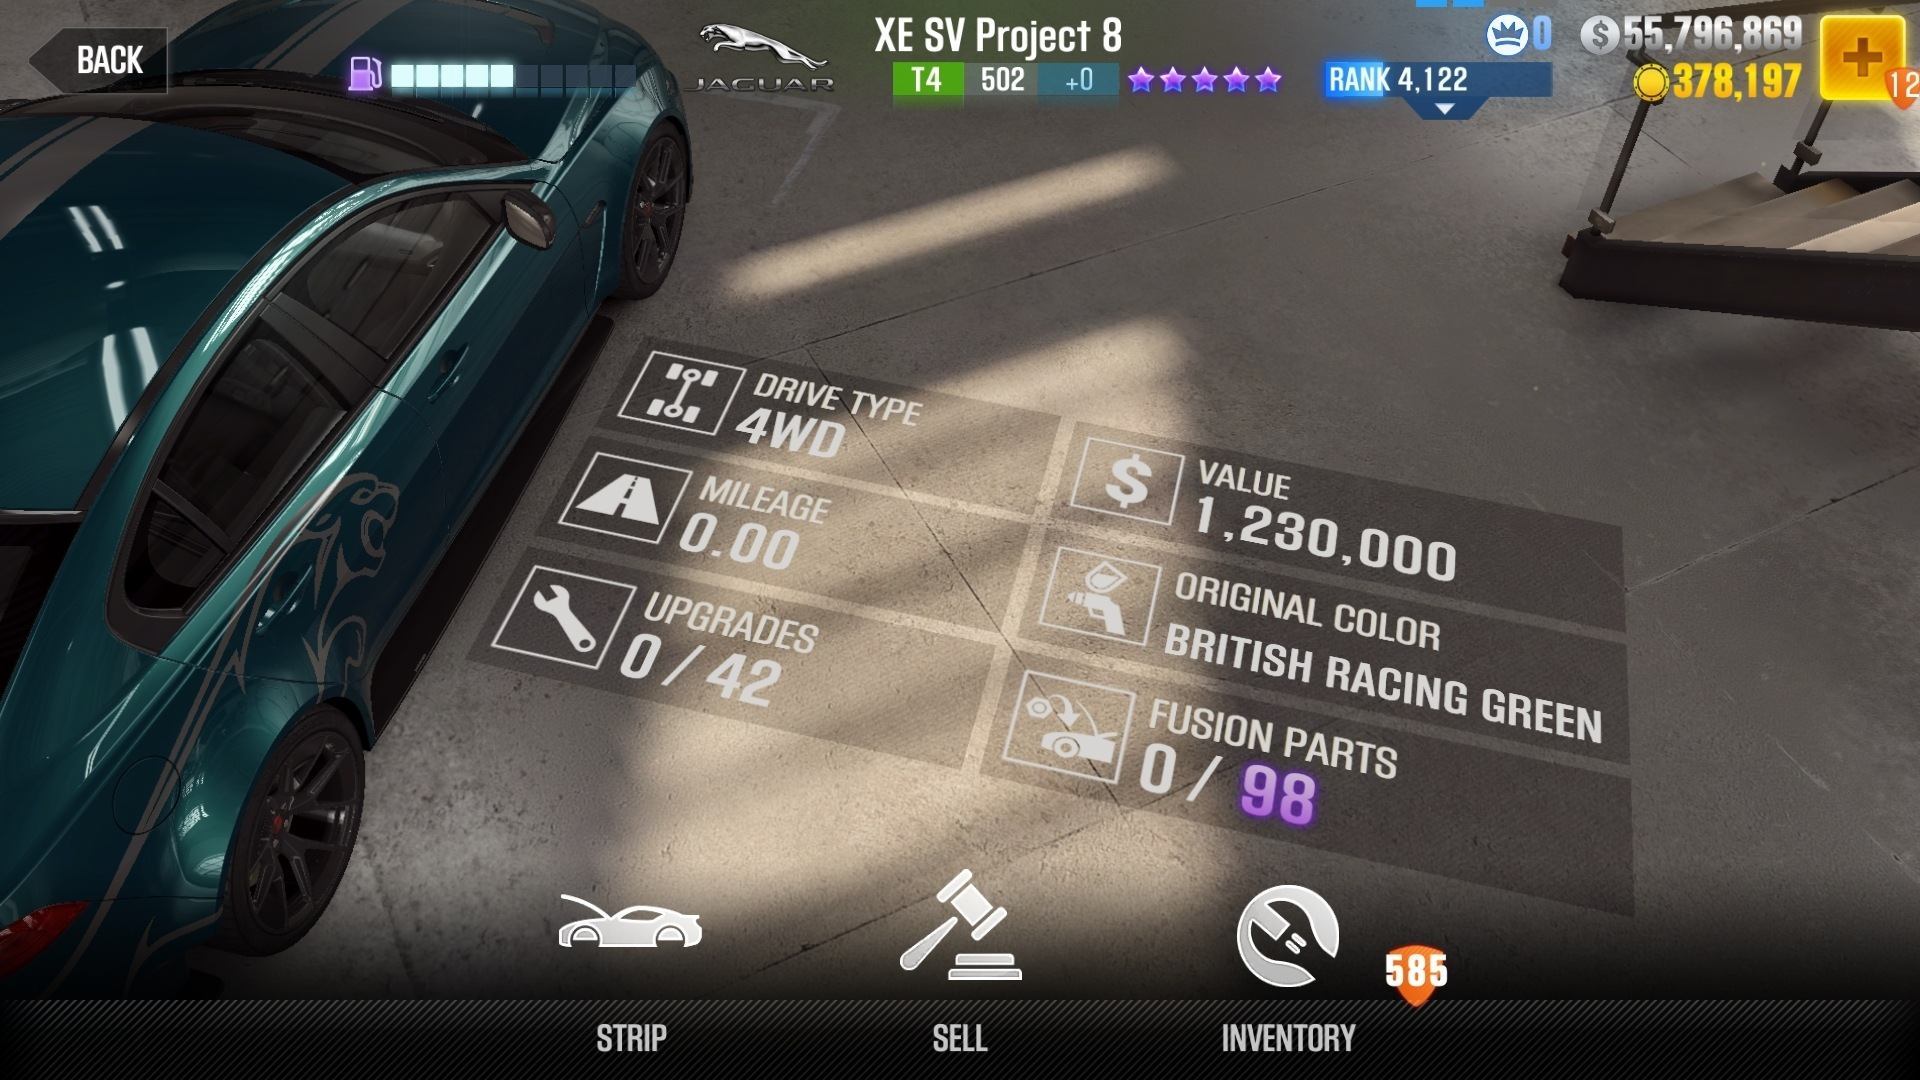 BACK
JAGUAR
XE SV Project 8
T4 502 +0
RANK 4,122
0
$ 55,796,869
378,197
12
DRIVE TYPE
4WD
MILEAGE
0.00
UPGRADES
0 / 42
$
VALUE
1,230,000
ORIGINAL COLOR
BRITISH RACING GREEN
FUSION PARTS
0 / 98
585
STRIP
SELL
INVENTORY